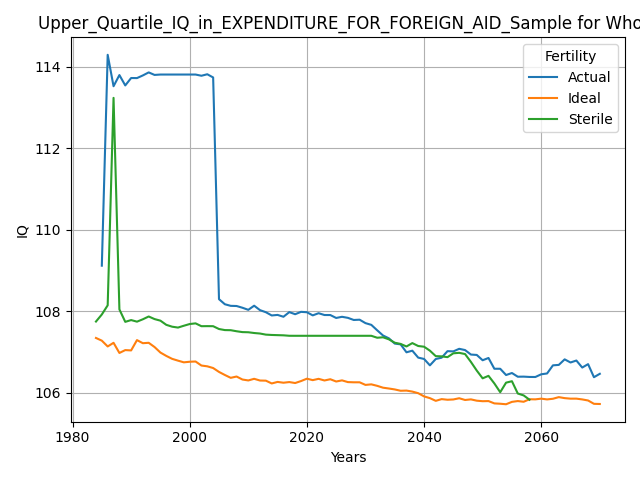 Upper_Quartile_IQ_in_EXPENDITURE_FOR_FOREIGN_AID_Sample for Who
114
112
110
108
106
IQ
Fertility
Actual
Ideal
Sterile
1980
2000
2020
2040
2060
Years